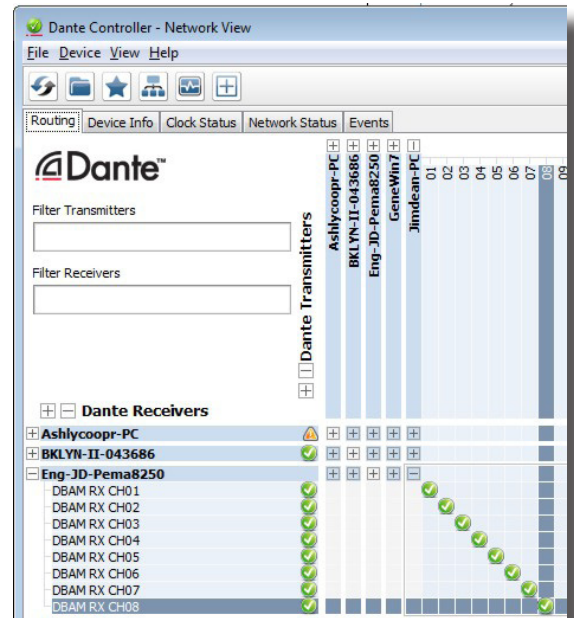 Dante Controller - Network View
File Device View Help
Routing Device Info Clock Status Network Status Events
Dante™
Filter Transmitters
Filter Receivers
Dante Transmitters
Ashlycoopr-PC
BKLYN-II-043686
Eng-JD-Pema8250
GeneWin7
Jimdean-PC
01 02 03 04 05 06 07 08 09
Dante Receivers
Ashlycoopr-PC
BKLYN-II-043686
Eng-JD-Pema8250
DBAM RX CH01
DBAM RX CH02
DBAM RX CH03
DBAM RX CH04
DBAM RX CH05
DBAM RX CH06
DBAM RX CH07
DBAM RX CH08